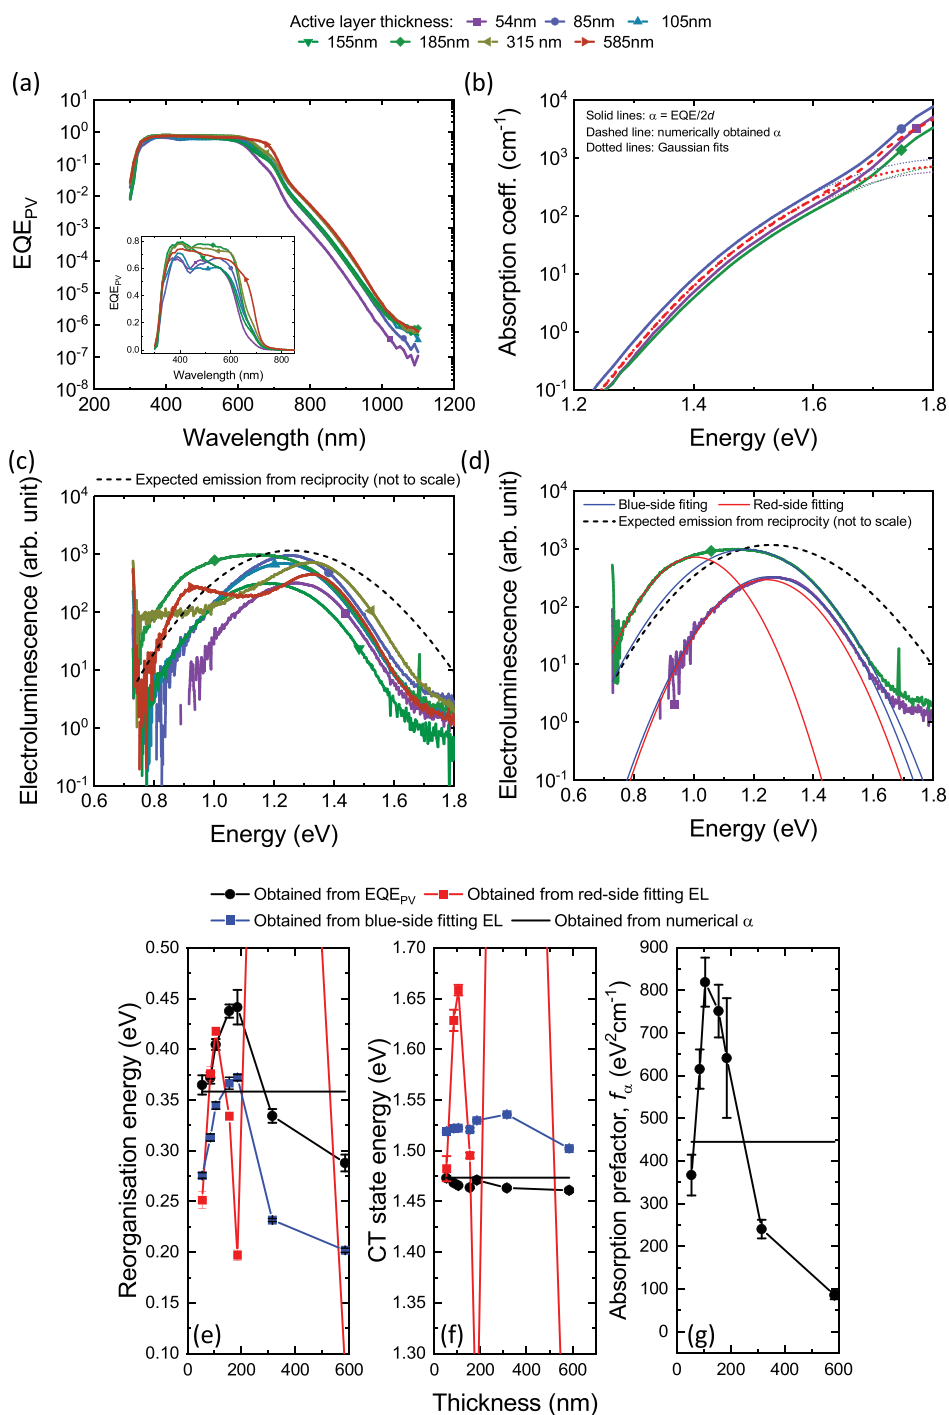 Active layer thickness: 54nm 85nm 105nm
155nm 185nm 315 nm 585nm
(a)
EQE_PV
10^1
10^0
10^-1
10^-2
10^-3
10^-4
10^-5
10^-6
10^-7
10^-8
200 400 600 800 1000 1200
Wavelength (nm)
EQE_PV
0.8
0.6
0.4
0.2
0.0
400 600 800
Wavelength (nm)
(b)
Absorption coeff. (cm^-1)
10^4
10^3
10^2
10^1
10^0
10^-1
Solid lines: α = EQE/2d
Dashed line: numerically obtained α
Dotted lines: Gaussian fits
1.2 1.4 1.6 1.8
Energy (eV)
(c)
Expected emission from reciprocity (not to scale)
Electroluminescence (arb. unit)
10^4
10^3
10^2
10^1
10^0
10^-1
0.6 0.8 1.0 1.2 1.4 1.6 1.8
Energy (eV)
(d)
Electroluminescence (arb. unit)
10^4
10^3
10^2
10^1
10^0
10^-1
Blue-side fiting Red-side fitting
Expected emission from reciprocity (not to scale)
0.6 0.8 1.0 1.2 1.4 1.6 1.8
Energy (eV)
Obtained from EQE_PV Obtained from red-side fitting EL
Obtained from blue-side fitting EL Obtained from numerical α
Reorganisation energy (eV)
0.50
0.45
0.40
0.35
0.30
0.25
0.20
0.15
0.10
(e)
0 200 400 600
CT state energy (eV)
1.70
1.65
1.60
1.55
1.50
1.45
1.40
1.35
1.30
(f)
0 200 400 600
Absorption prefactor, f_α (eV^2cm^-1)
900
800
700
600
500
400
300
200
100
0
(g)
0 200 400 600
Thickness (nm)